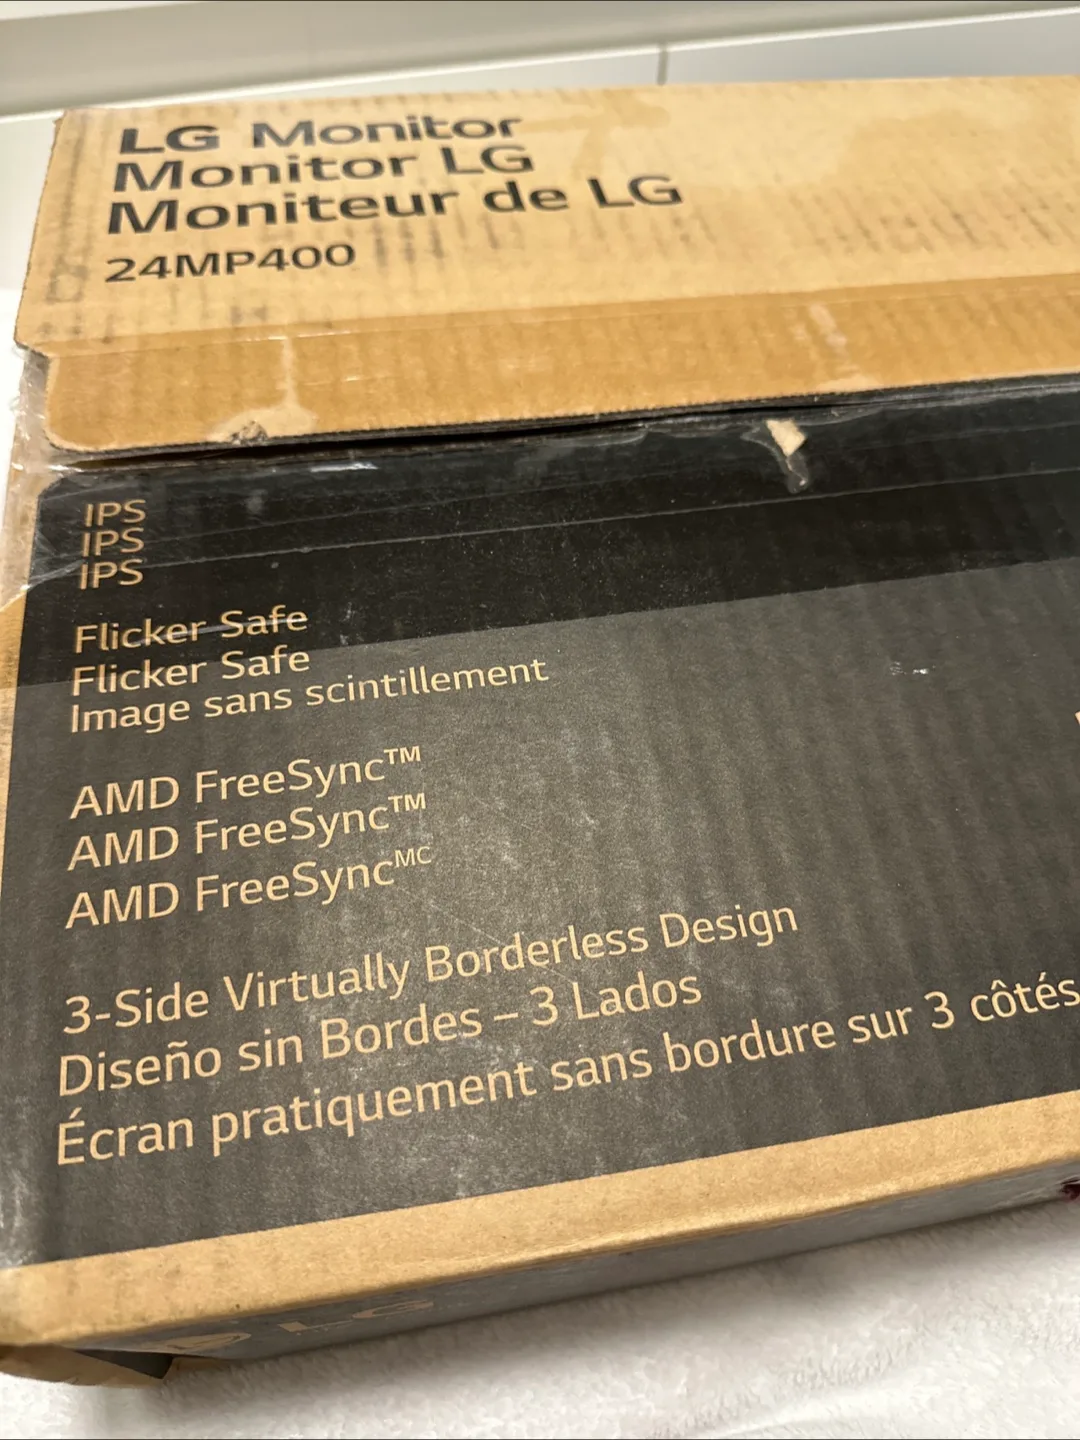 LG Monitor
Monitor LG
Moniteur de LG
24MP400
IPS
IPS
IPS
Flicker Safe
Flicker Safe
Image sans scintillement
AMD FreeSync™
AMD FreeSync™
AMD FreeSyncᴹᶜ
3-Side Virtually Borderless Design
Diseño sin Bordes – 3 Lados
Écran pratiquement sans bordure sur 3 côtés
LG